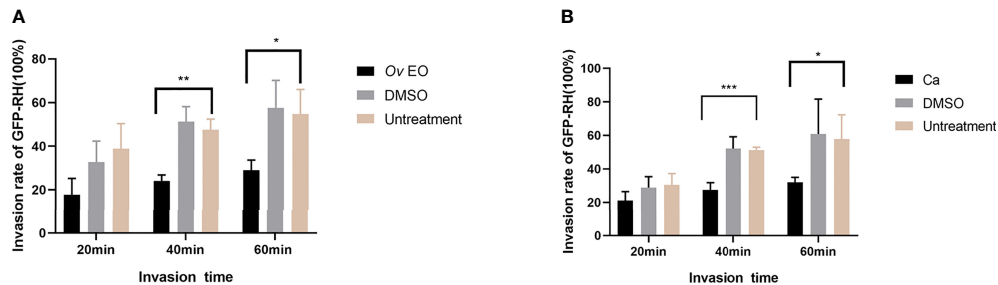 A
Invasion rate of GFP-RH(100%)
80
60
40
20
0
**
*
20min
40min
60min
Invasion time
Ov EO
DMSO
Untreatment
B
Invasion rate of GFP-RH(100%)
100
80
60
40
20
0
***
*
20min
40min
60min
Invasion time
Ca
DMSO
Untreatment